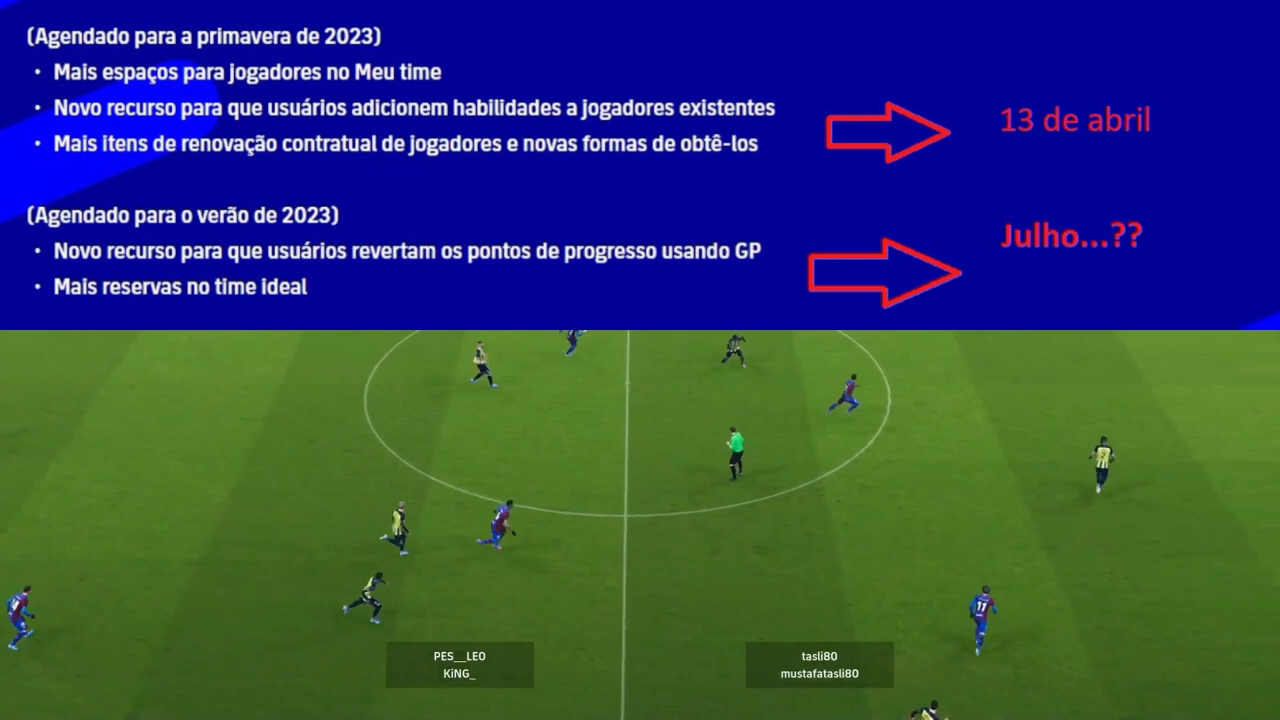 (Agendado para a primavera de 2023)
• Mais espaços para jogadores no Meu time
• Novo recurso para que usuários adicionem habilidades a jogadores existentes
• Mais itens de renovação contratual de jogadores e novas formas de obtê-los
13 de abril
(Agendado para o verão de 2023)
• Novo recurso para que usuários revertam os pontos de progresso usando GP
• Mais reservas no time ideal
Julho...??
2
11
PES__LEO
KiNG_
tasli80
mustafatasli80